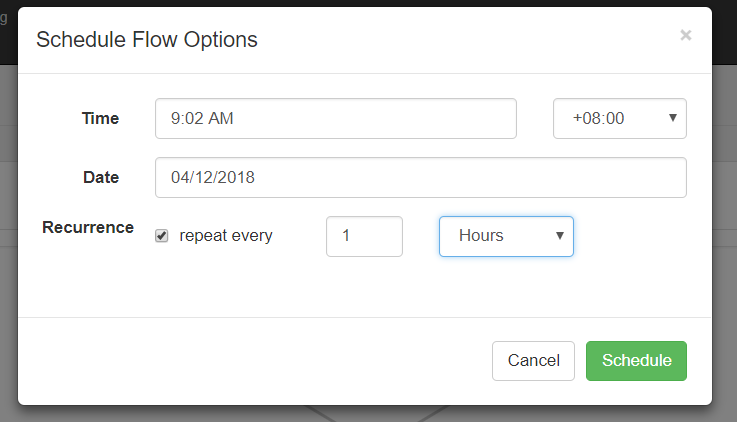 g
Schedule Flow Options ×
Time 9:02 AM +08:00
Date 04/12/2018
Recurrence repeat every 1 Hours
Cancel Schedule